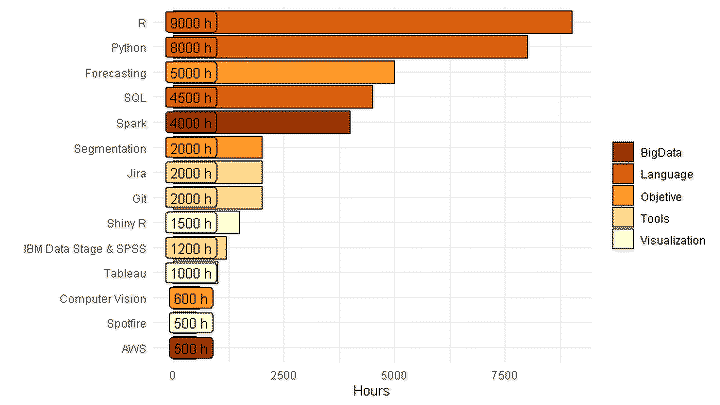 R 9000 h
Python 8000 h
Forecasting 5000 h
SQL 4500 h
Spark 4000 h
Segmentation 2000 h
Jira 2000 h
Git 2000 h
Shiny R 1500 h
IBM Data Stage & SPSS 1200 h
Tableau 1000 h
Computer Vision 600 h
Spotfire 500 h
AWS 500 h
0 2500 5000 7500
Hours
BigData
Language
Objetive
Tools
Visualization